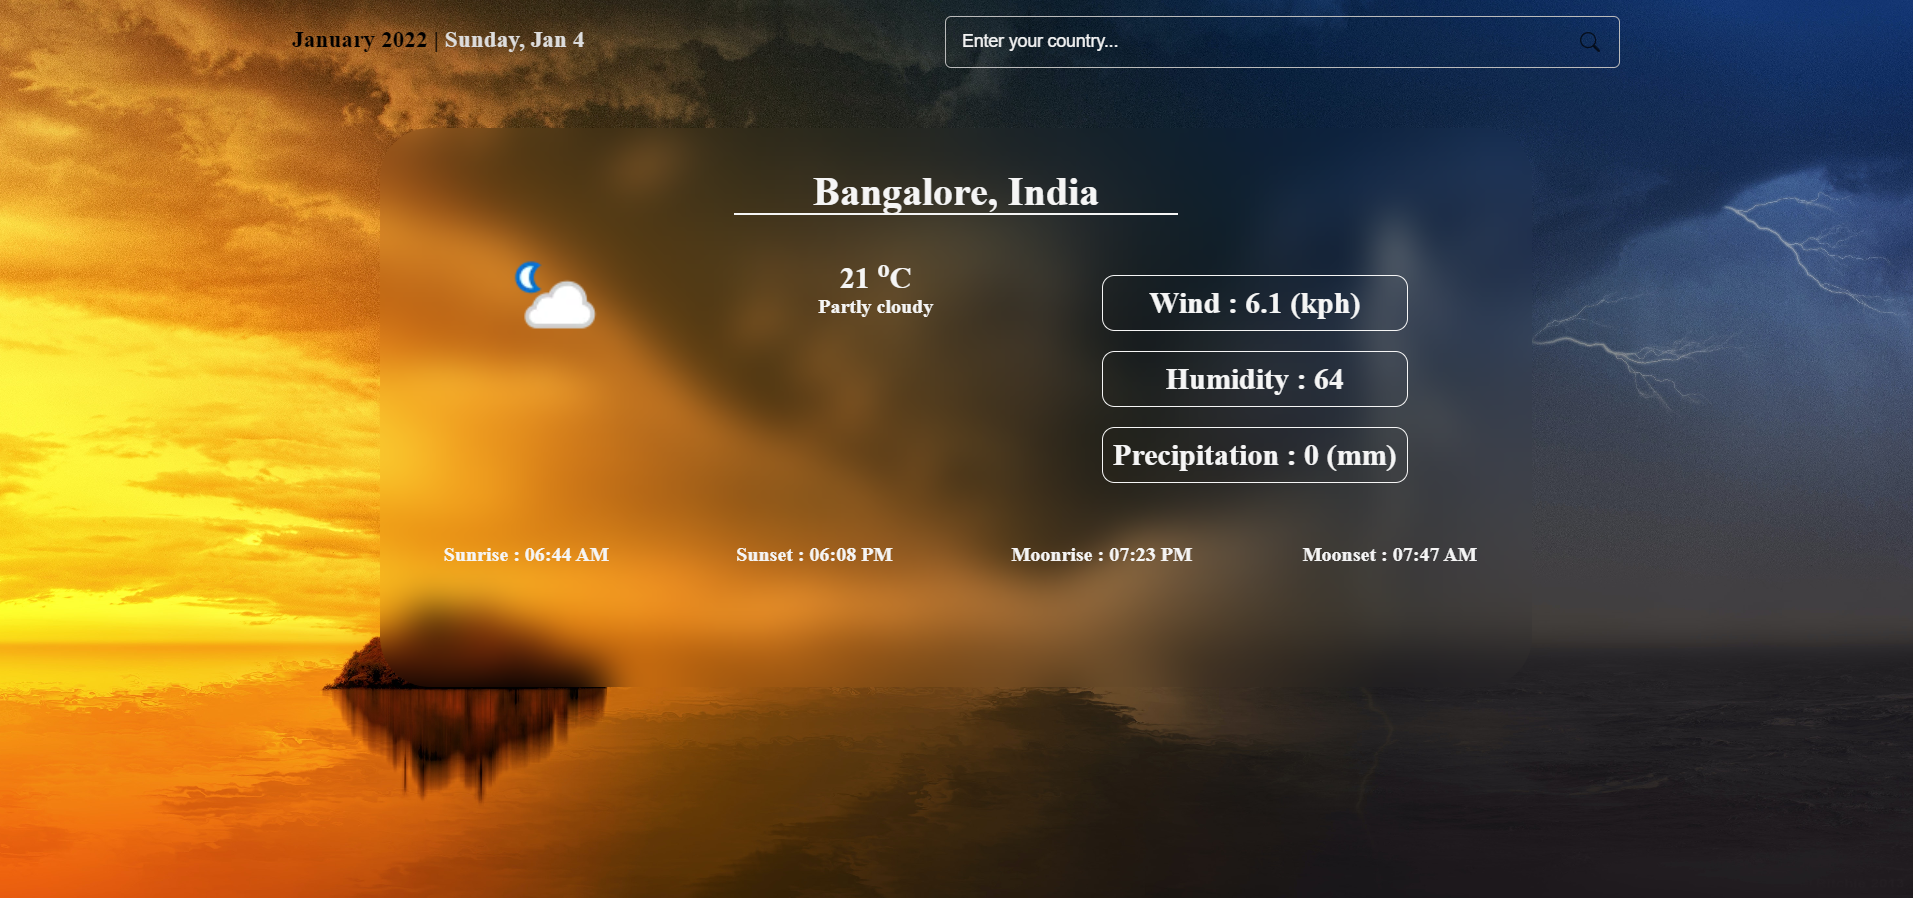 January 2022 | Sunday, Jan 4
Enter your country...
Bangalore, India
21 °C
Partly cloudy
Wind : 6.1 (kph)
Humidity : 64
Precipitation : 0 (mm)
Sunrise : 06:44 AM
Sunset : 06:08 PM
Moonrise : 07:23 PM
Moonset : 07:47 AM